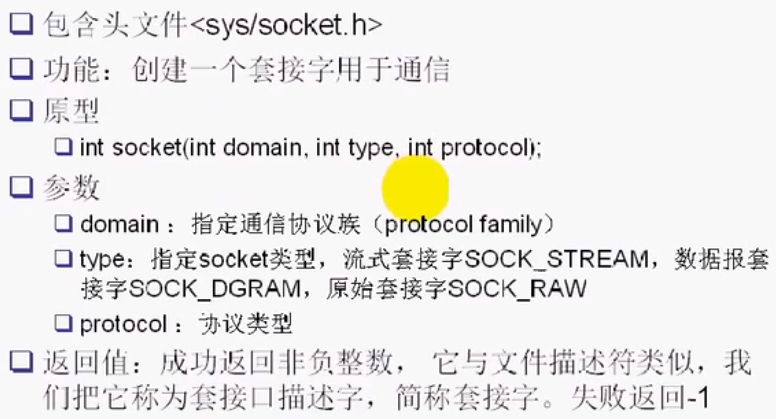 包含头文件<sys/socket.h>
功能：创建一个套接字用于通信
原型
int socket(int domain, int type, int protocol);
参数
domain ：指定通信协议族（protocol family）
type：指定socket类型，流式套接字SOCK_STREAM，数据报套
接字SOCK_DGRAM，原始套接字SOCK_RAW
protocol ：协议类型
返回值：成功返回非负整数， 它与文件描述符类似，我
们把它称为套接口描述字，简称套接字。失败返回-1